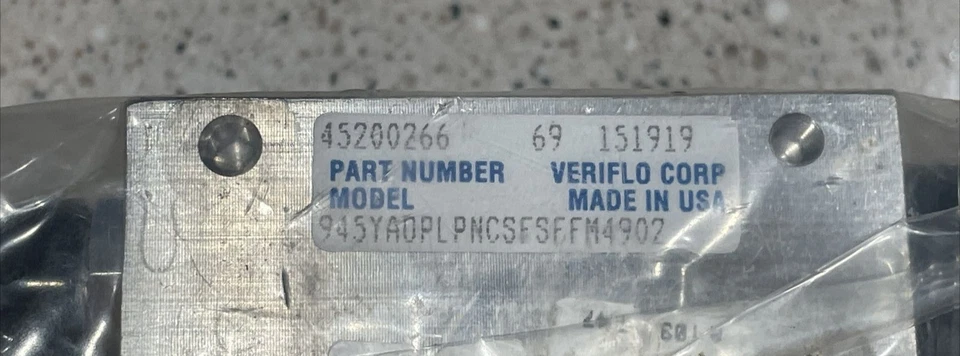 45200266 69 151919
PART NUMBER VERIFLO CORP
MODEL MADE IN USA
945YAOPLPNCSFSFFM4902